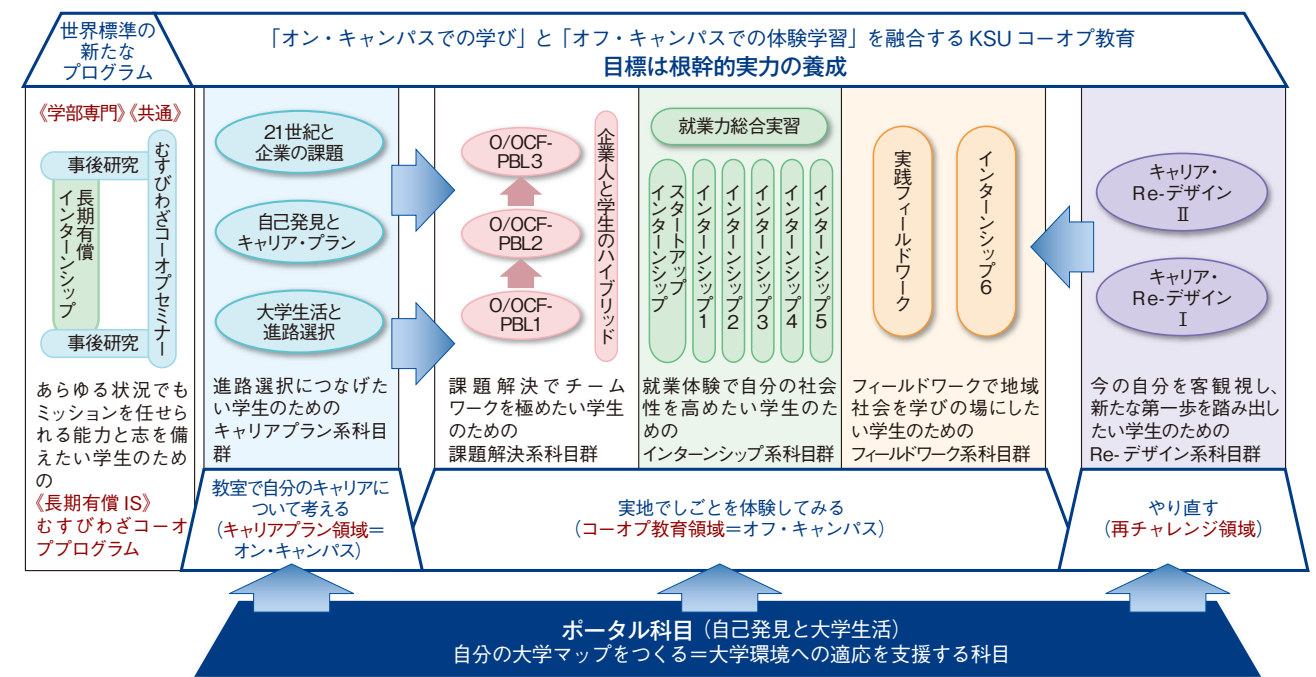 世界標準の
新たな
プログラム
「オン・キャンパスでの学び」と「オフ・キャンパスでの体験学習」を融合するKSUコーオプ教育
目標は根幹的実力の養成
《学部専門》《共通》
事後研究
長期有償
インターンシップ
事後研究
むすびわざコーオプセミナー
あらゆる状況でも
ミッションを任せら
れる能力と志を備
えたい学生のため
の
《長期有償IS》
むすびわざコーオ
ププログラム
21世紀と
企業の課題
自己発見と
キャリア・プラン
大学生活と
進路選択
進路選択につなげた
い学生のための
キャリアプラン系科目
群
教室で自分のキャリアに
ついて考える
(キャリアプラン領域=
オン・キャンパス)
O/OCF-
PBL3
O/OCF-
PBL2
O/OCF-
PBL1
企業人と学生のハイブリッド
課題解決でチーム
ワークを極めたい学生
のための
課題解決系科目群
就業力総合実習
スタートアップ
インターンシップ
インターンシップ1
インターンシップ2
インターンシップ3
インターンシップ4
インターンシップ5
就業体験で自分の社会
性を高めたい学生のた
めの
インターンシップ系科目群
実践フィールドワーク
インターンシップ6
フィールドワークで地域
社会を学びの場にした
い学生のための
フィールドワーク系科目群
実地でしごとを体験してみる
(コーオプ教育領域=オフ・キャンパス)
キャリア・
Re-デザイン
Ⅱ
キャリア・
Re-デザイン
Ⅰ
今の自分を客観視し、
新たな第一歩を踏み出し
たい学生のための
Re-デザイン系科目群
やり直す
(再チャレンジ領域)
ポータル科目(自己発見と大学生活)
自分の大学マップをつくる=大学環境への適応を支援する科目